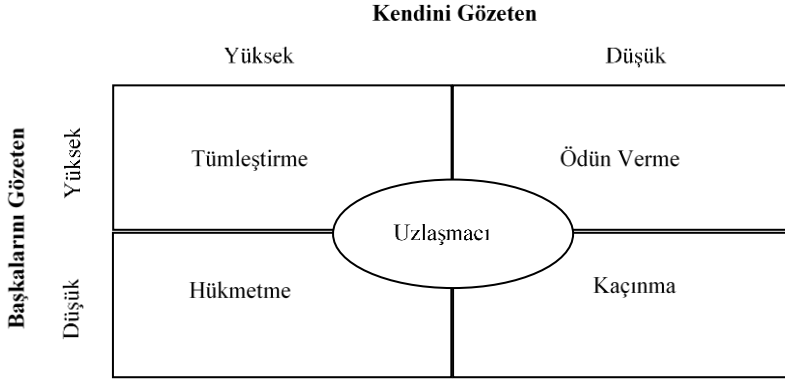 Kendini Gözeten
Yüksek
Düşük
Başkalarını Gözeten
Yüksek
Tümleştirme
Ödün Verme
Uzlaşmacı
Düşük
Hükmetme
Kaçınma